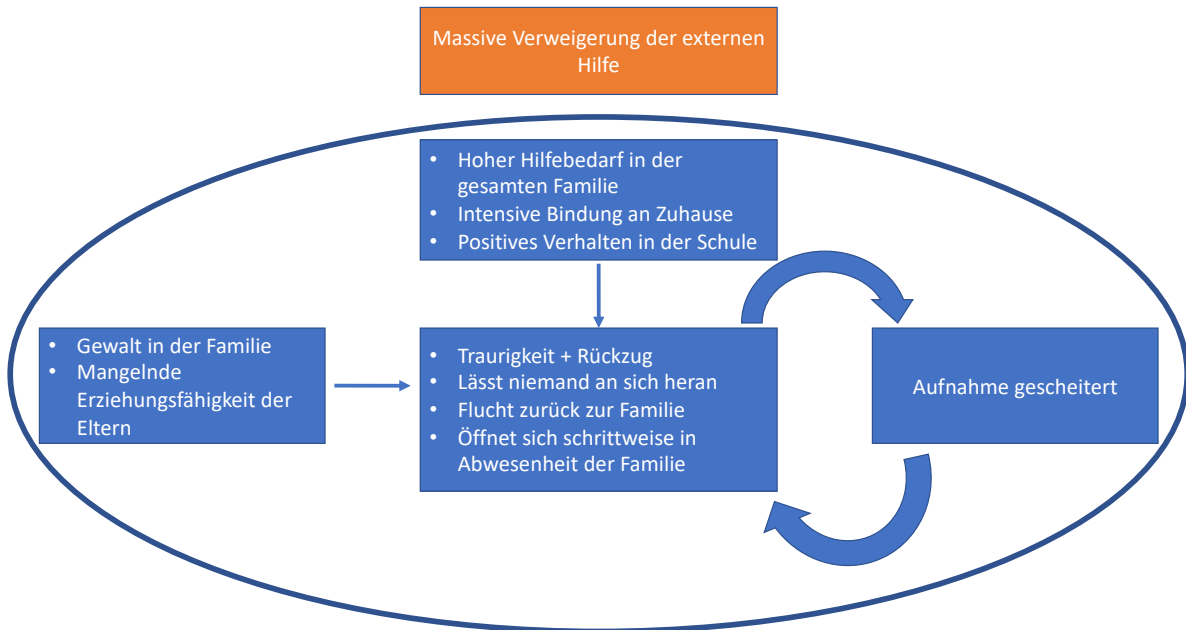 Massive Verweigerung der externen
Hilfe
• Hoher Hilfebedarf in der
gesamten Familie
• Intensive Bindung an Zuhause
• Positives Verhalten in der Schule
• Gewalt in der Familie
• Mangelnde
Erziehungsfähigkeit der
Eltern
• Traurigkeit + Rückzug
• Lässt niemand an sich heran
• Flucht zurück zur Familie
• Öffnet sich schrittweise in
Abwesenheit der Familie
Aufnahme gescheitert